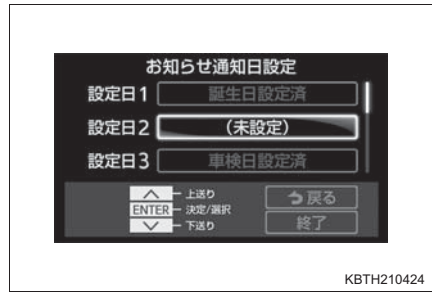 お知らせ通知日設定
設定日1 誕生日設定済
設定日2 (未設定)
設定日3 車検日設定済
上送り
ENTER 決定/選択
下送り
戻る
終了
KBTH210424